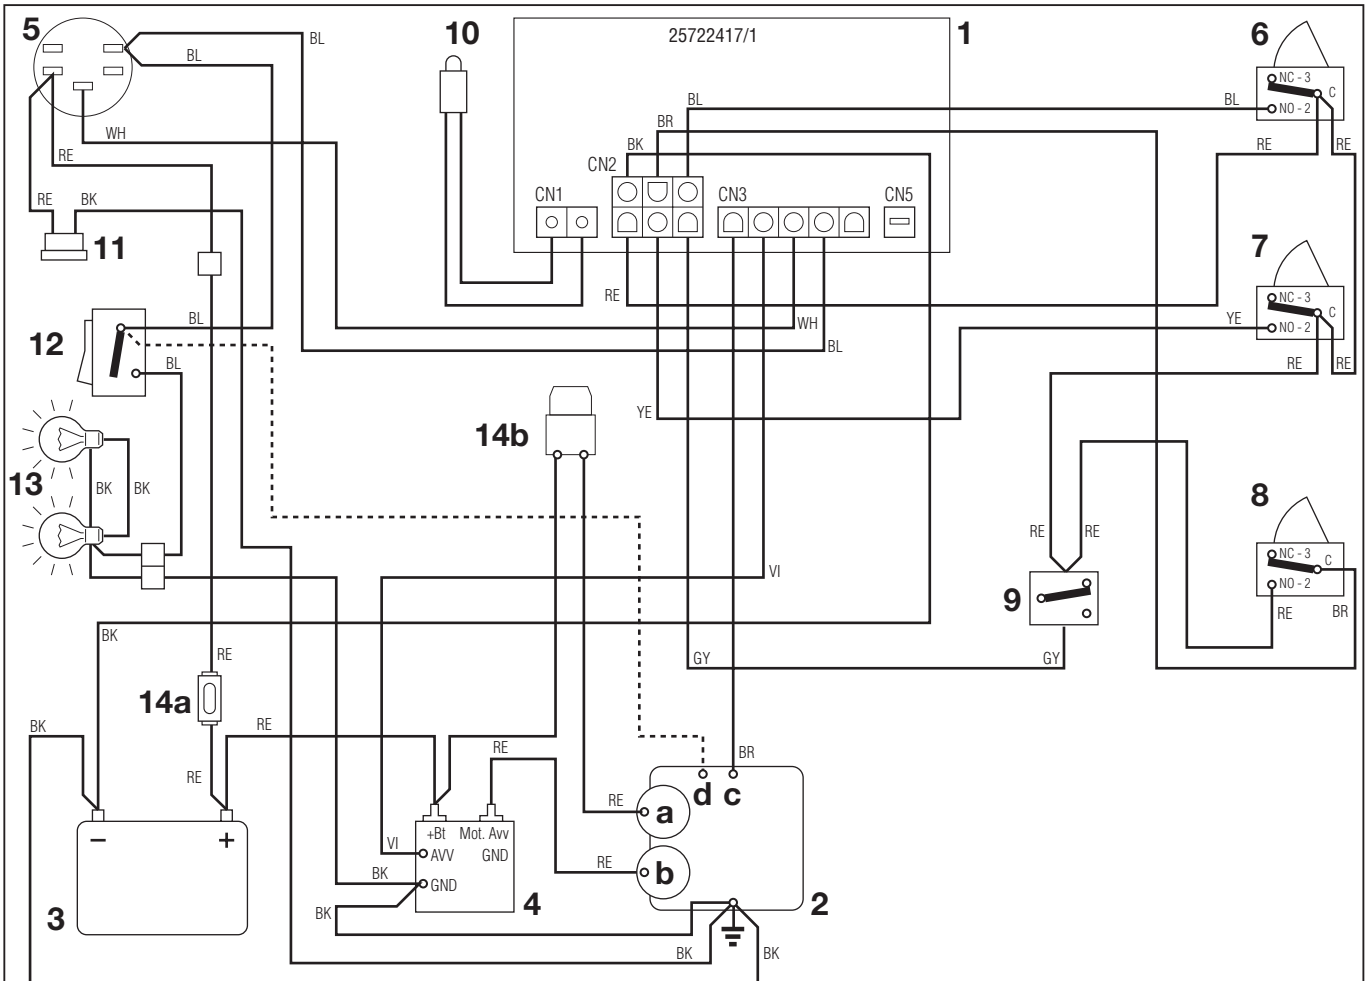 5
10
25722417/1
1
6
BL
BL
NC - 3
C
NO - 2
BL
BL
BR
BK
WH
RE
RE
RE
CN2
CN1
CN3
CN5
RE
BK
11
7
NC - 3
C
NO - 2
RE
WH
YE
BL
BL
12
BL
RE
RE
YE
14b
13
BK
BK
8
RE
RE
NC - 3
C
NO - 2
VI
9
RE
BR
BK
RE
GY
GY
14a
BK
RE
RE
BR
RE
d
c
RE
a
−
+
+Bt
Mot. Avv
VI
AVV
GND
RE
b
BK
GND
3
4
2
BK
BK
BK